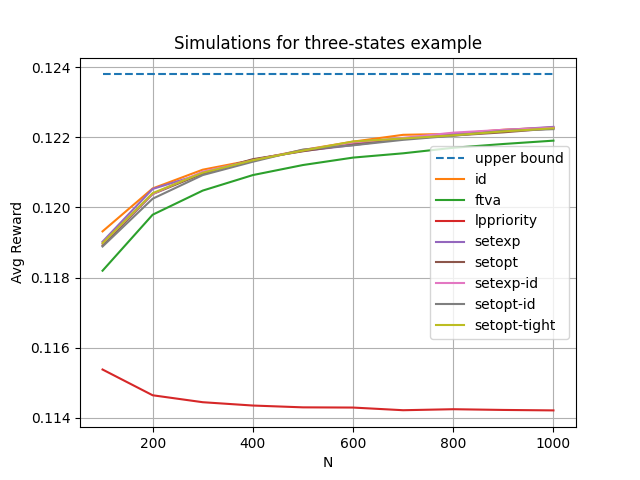 Simulations for three-states example
Avg Reward
0.124
0.122
0.120
0.118
0.116
0.114
upper bound
id
ftva
lppriority
setexp
setopt
setexp-id
setopt-id
setopt-tight
200
400
600
800
1000
N